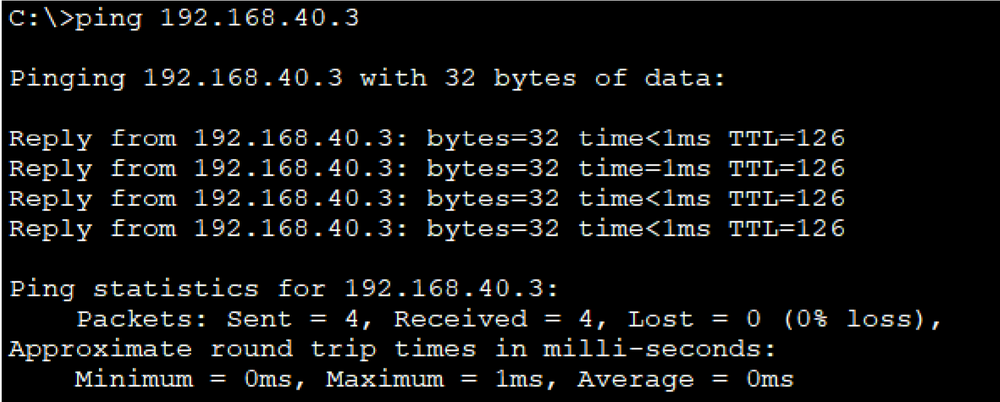 C:\>ping 192.168.40.3
Pinging 192.168.40.3 with 32 bytes of data:
Reply from 192.168.40.3: bytes=32 time<1ms TTL=126
Reply from 192.168.40.3: bytes=32 time=1ms TTL=126
Reply from 192.168.40.3: bytes=32 time<1ms TTL=126
Reply from 192.168.40.3: bytes=32 time<1ms TTL=126
Ping statistics for 192.168.40.3:
Packets: Sent = 4, Received = 4, Lost = 0 (0% loss),
Approximate round trip times in milli-seconds:
Minimum = 0ms, Maximum = 1ms, Average = 0ms